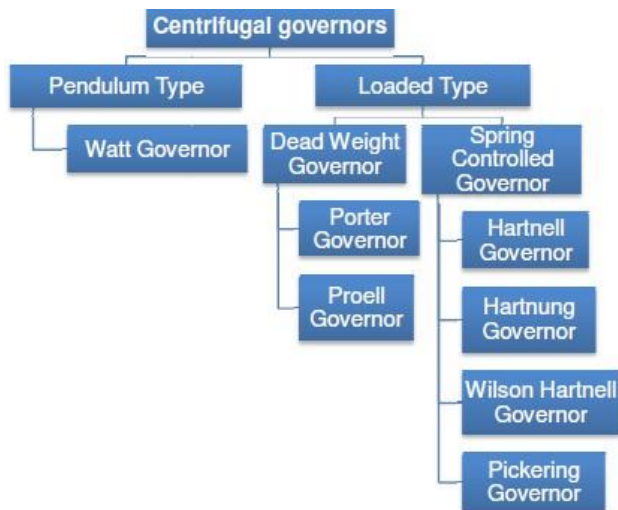 Centrifugal governors
Pendulum Type
Loaded Type
Watt Governor
Dead Weight
Governor
Spring
Controlled
Governor
Porter
Governor
Proell
Governor
Hartnell
Governor
Hartnung
Governor
Wilson Hartnell
Governor
Pickering
Governor